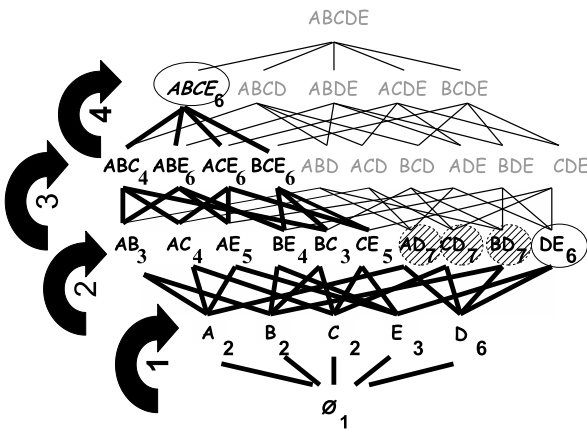 ABCDE
ABCE6 ABCD ABDE ACDE BCDE
4
ABC4 ABE6 ACE6 BCE6 ABD ACD BCD ADE BDE CDE
3
AB3 AC4 AE5 BE4 BC3 CE5 AD7 CD7 BD7 DE6
2
A2 B2 C2 E3 D6
1
Ø1